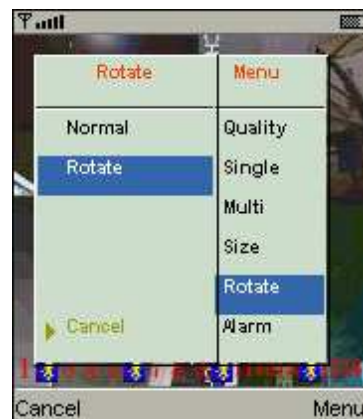 Rotate
Normal
Rotate
Cancel
Menu
Quality
Single
Multi
Size
Rotate
Alarm
Cancel
Menu